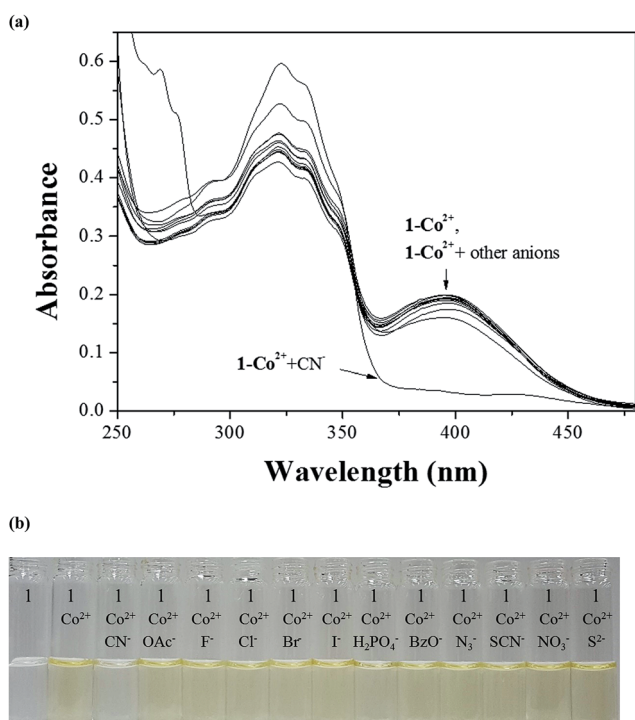 (a)
Absorbance
0.6
0.5
0.4
0.3
0.2
0.1
0.0
1-Co²⁺,
1-Co²⁺+ other anions
1-Co²⁺+CN⁻
250 300 350 400 450
Wavelength (nm)
(b)
1 1 1 1 1 1 1 1 1 1 1 1 1 1
Co²⁺ Co²⁺ Co²⁺ Co²⁺ Co²⁺ Co²⁺ Co²⁺ Co²⁺ Co²⁺ Co²⁺ Co²⁺ Co²⁺ Co²⁺
CN⁻ OAc⁻ F⁻ Cl⁻ Br⁻ I⁻ H₂PO₄⁻ BzO⁻ N₃⁻ SCN⁻ NO₃⁻ S²⁻